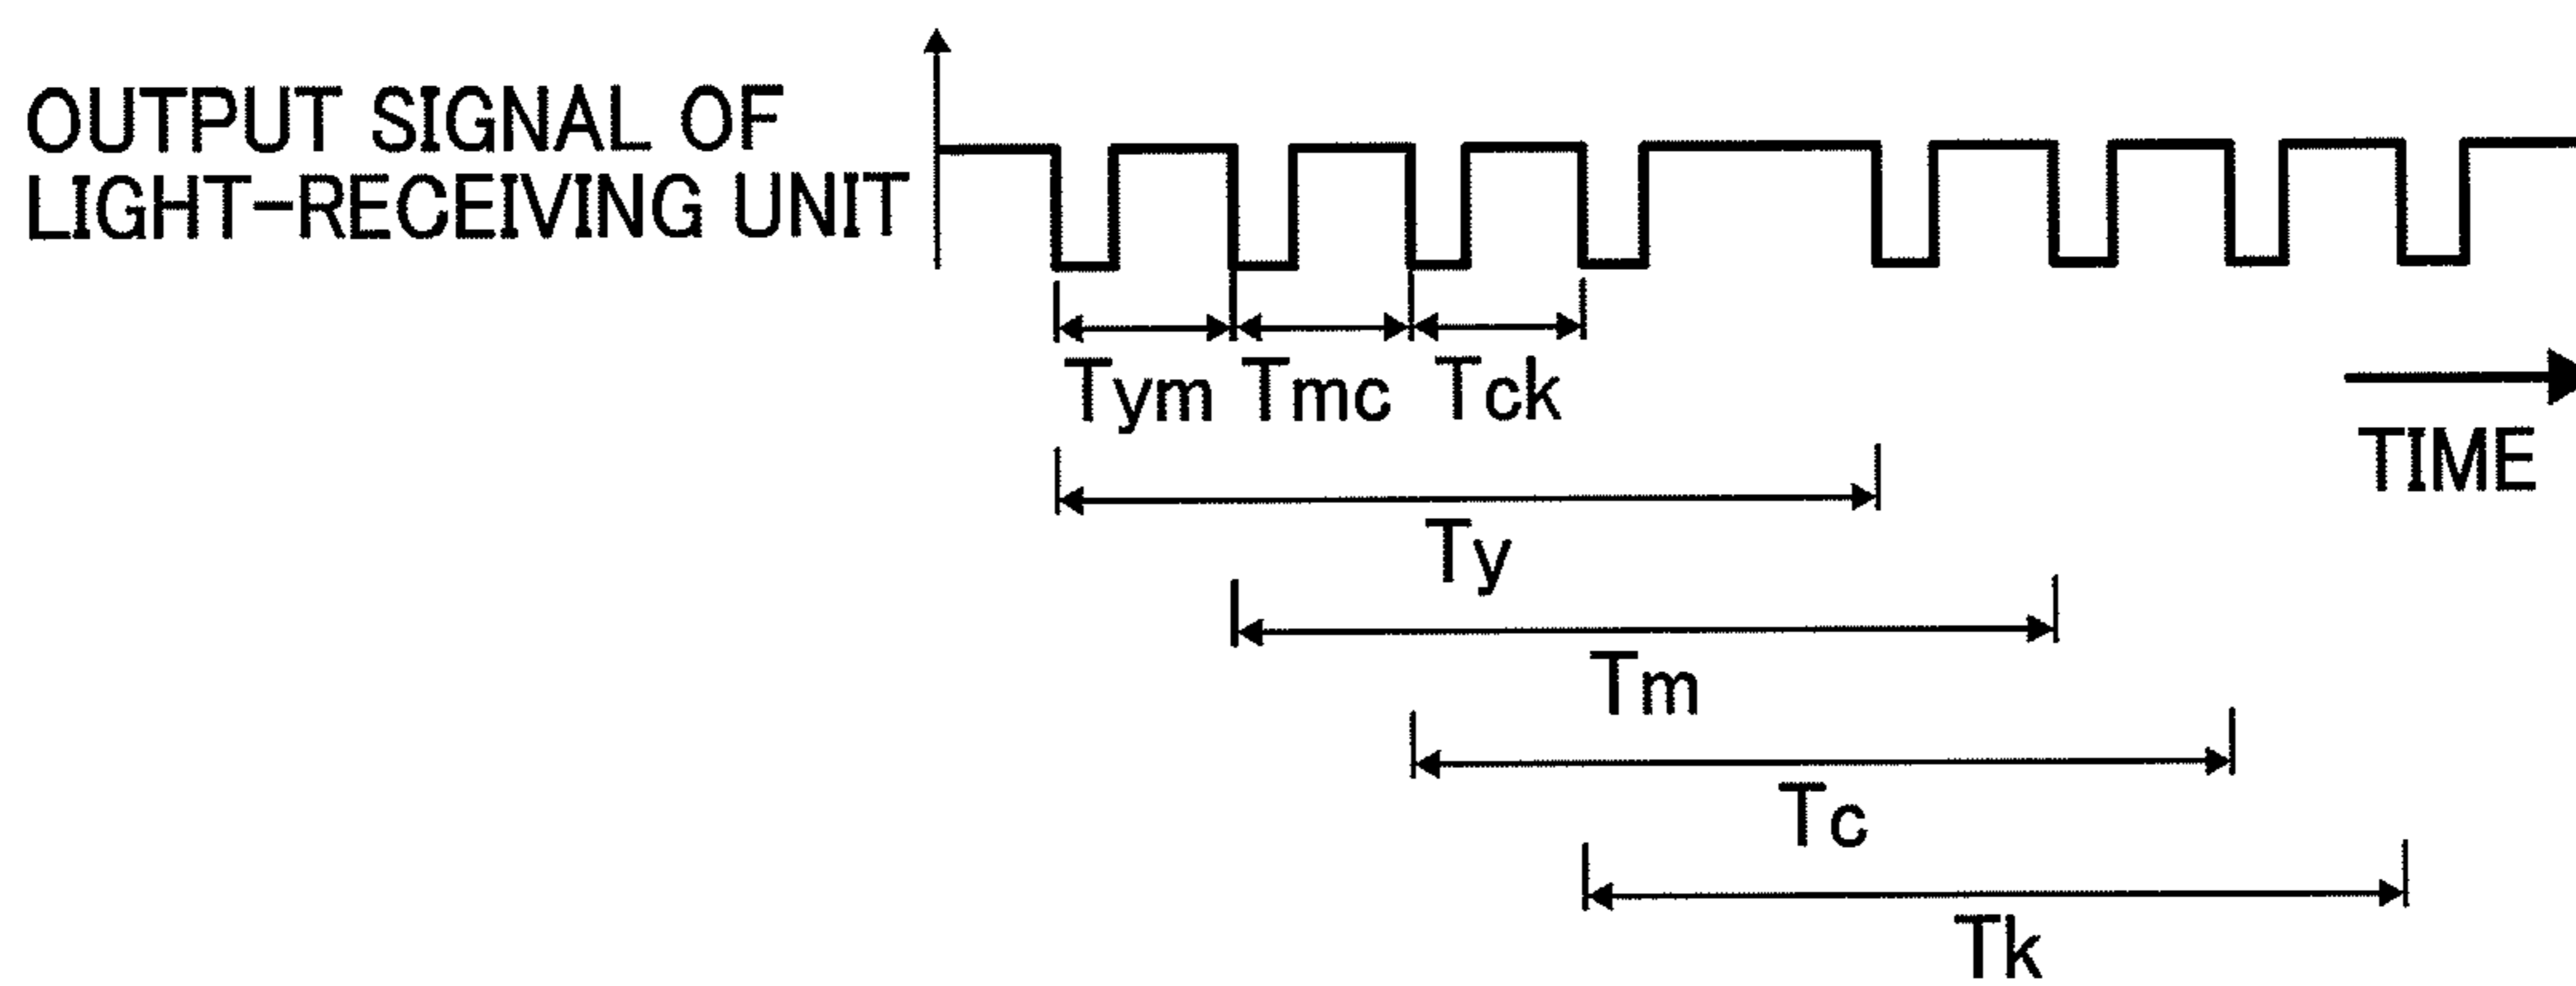 OUTPUT SIGNAL OF
LIGHT-RECEIVING UNIT
Tym Tmc Tck
TIME
Ty
Tm
Tc
Tk